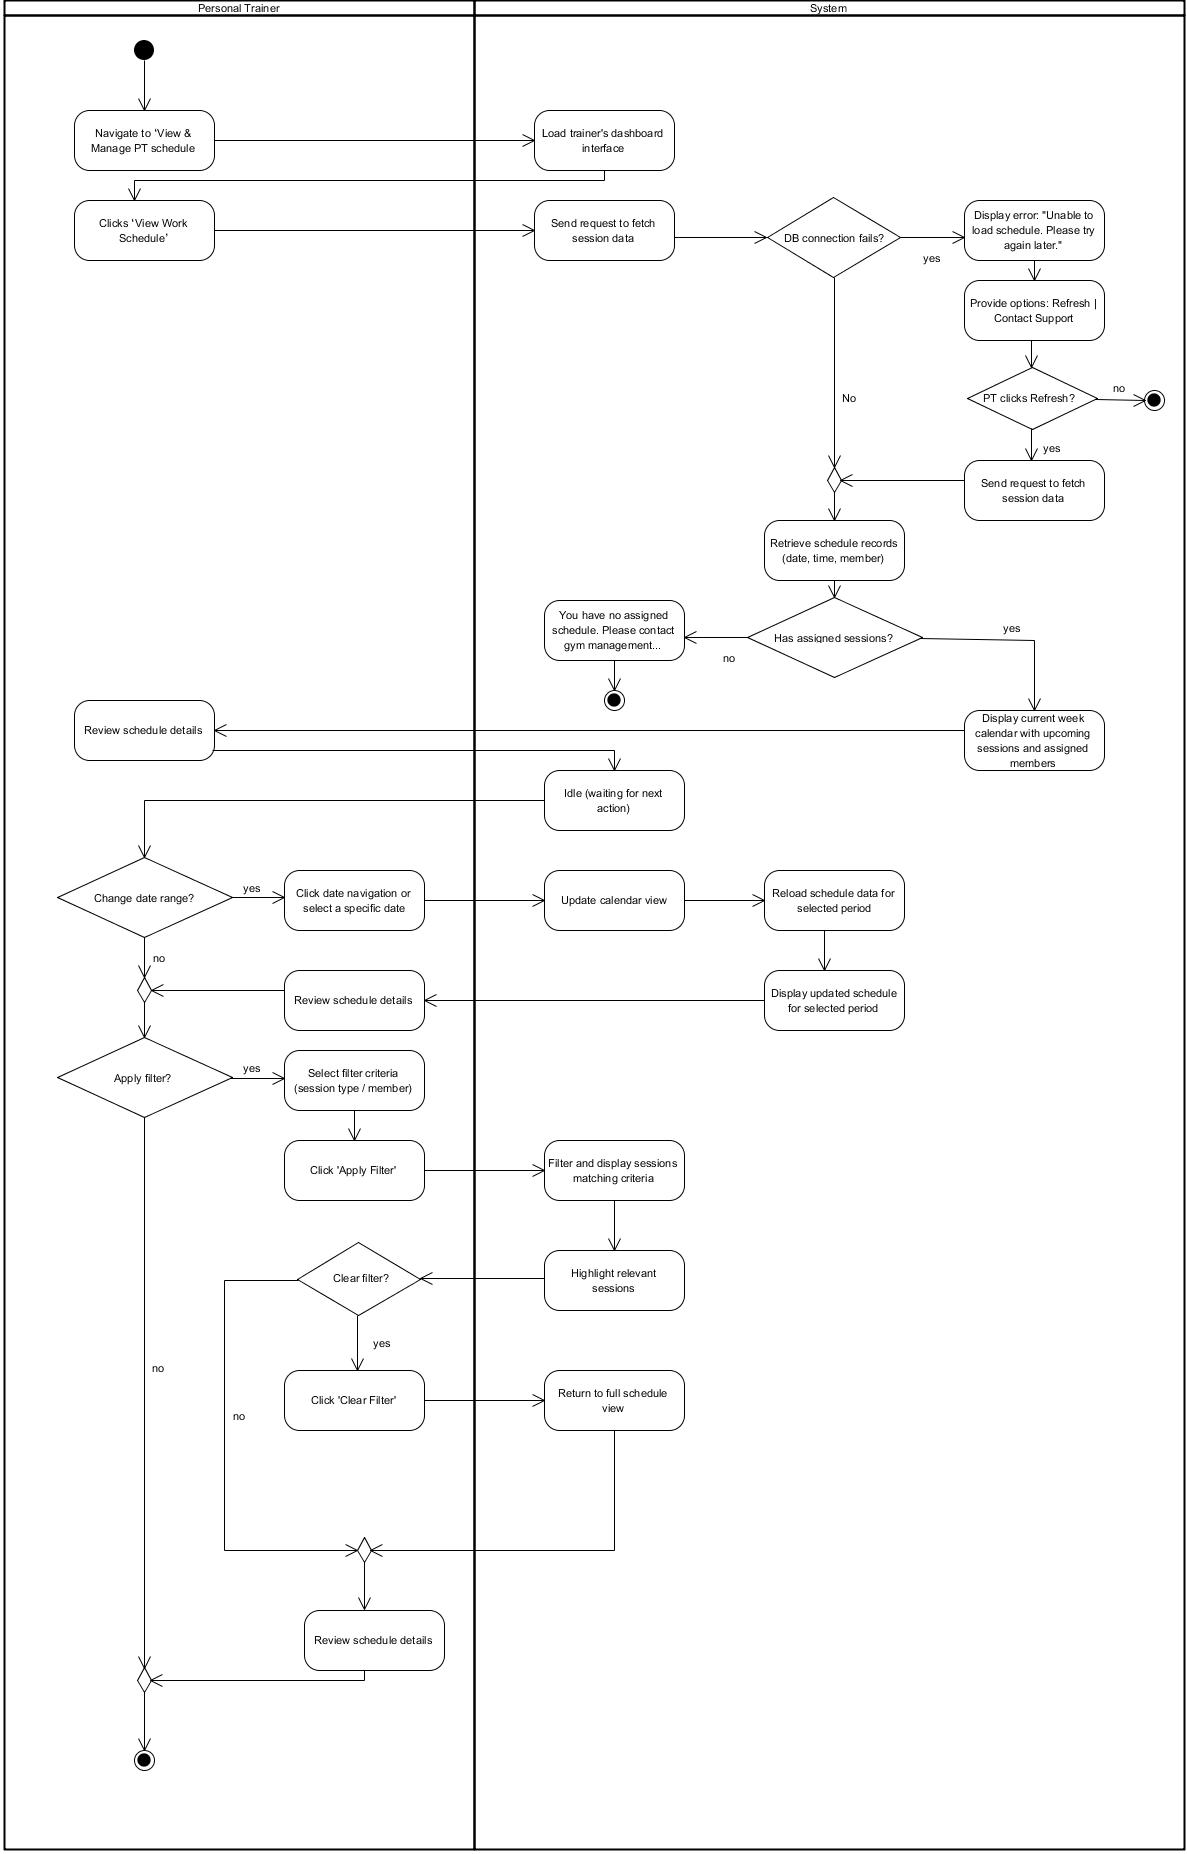 Personal Trainer
System
Navigate to 'View &
Manage PT schedule
Load trainer's dashboard
interface
Clicks 'View Work
Schedule'
Send request to fetch
session data
DB connection fails?
yes
Display error: "Unable to
load schedule. Please try
again later."
Provide options: Refresh |
Contact Support
No
PT clicks Refresh?
no
yes
Send request to fetch
session data
Retrieve schedule records
(date, time, member)
You have no assigned
schedule. Please contact
gym management...
no
Has assigned sessions?
yes
Review schedule details
Display current week
calendar with upcoming
sessions and assigned
members
Idle (waiting for next
action)
Change date range?
yes
Click date navigation or
select a specific date
Update calendar view
Reload schedule data for
selected period
no
Review schedule details
Display updated schedule
for selected period
Apply filter?
yes
Select filter criteria
(session type / member)
Click 'Apply Filter'
Filter and display sessions
matching criteria
Clear filter?
Highlight relevant
sessions
yes
no
Click 'Clear Filter'
Return to full schedule
view
no
Review schedule details